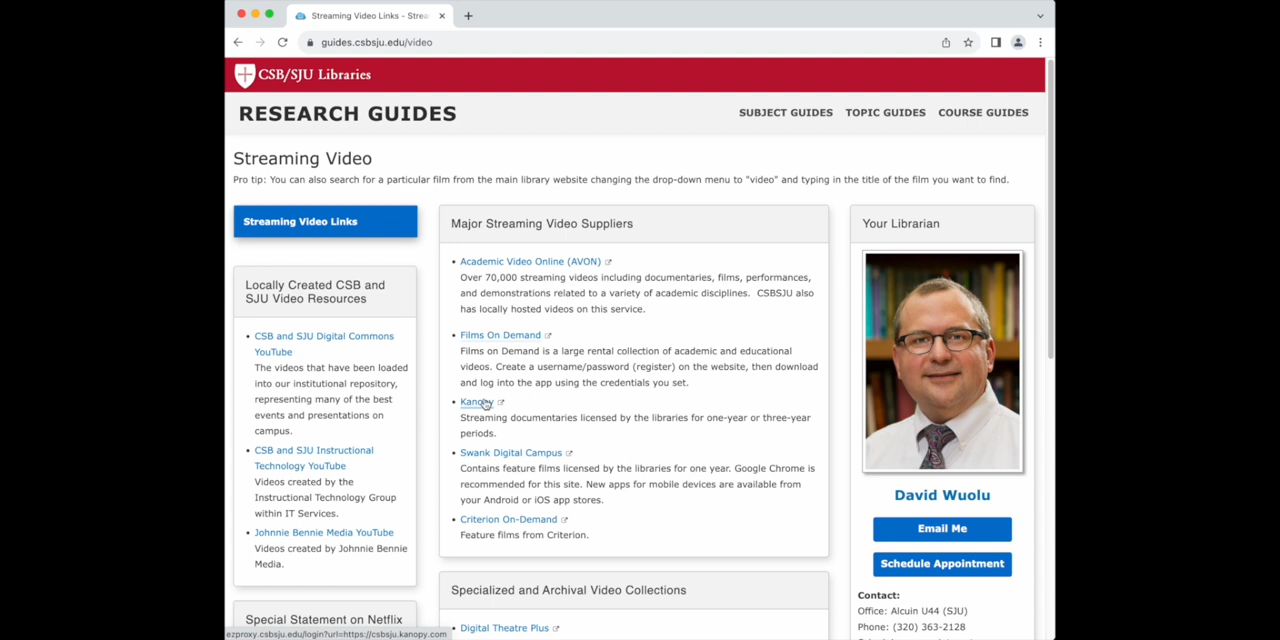 Streaming Video Links - Strea
guides.csbsju.edu/video
CSB/SJU Libraries
RESEARCH GUIDES
SUBJECT GUIDES TOPIC GUIDES COURSE GUIDES
Streaming Video
Pro tip: You can also search for a particular film from the main library website changing the drop-down menu to "video" and typing in the title of the film you want to find.
Streaming Video Links
Locally Created CSB and
SJU Video Resources
• CSB and SJU Digital Commons
YouTube
The videos that have been loaded
into our institutional repository,
representing many of the best
events and presentations on
campus.
• CSB and SJU Instructional
Technology YouTube
Videos created by the
Instructional Technology Group
within IT Services.
• Johnnie Bennie Media YouTube
Videos created by Johnnie Bennie
Media.
Special Statement on Netflix
Major Streaming Video Suppliers
• Academic Video Online (AVON)
Over 70,000 streaming videos including documentaries, films, performances,
and demonstrations related to a variety of academic disciplines. CSBSJU also
has locally hosted videos on this service.
• Films On Demand
Films on Demand is a large rental collection of academic and educational
videos. Create a username/password (register) on the website, then download
and log into the app using the credentials you set.
• Kanopy
Streaming documentaries licensed by the libraries for one-year or three-year
periods.
• Swank Digital Campus
Contains feature films licensed by the libraries for one year. Google Chrome is
recommended for this site. New apps for mobile devices are available from
your Android or iOS app stores.
• Criterion On-Demand
Feature films from Criterion.
Specialized and Archival Video Collections
• Digital Theatre Plus
Your Librarian
David Wuolu
Email Me
Schedule Appointment
Contact:
Office: Alcuin U44 (SJU)
Phone: (320) 363-2128
ezproxy.csbsju.edu/login?url=https://csbsju.kanopy.com